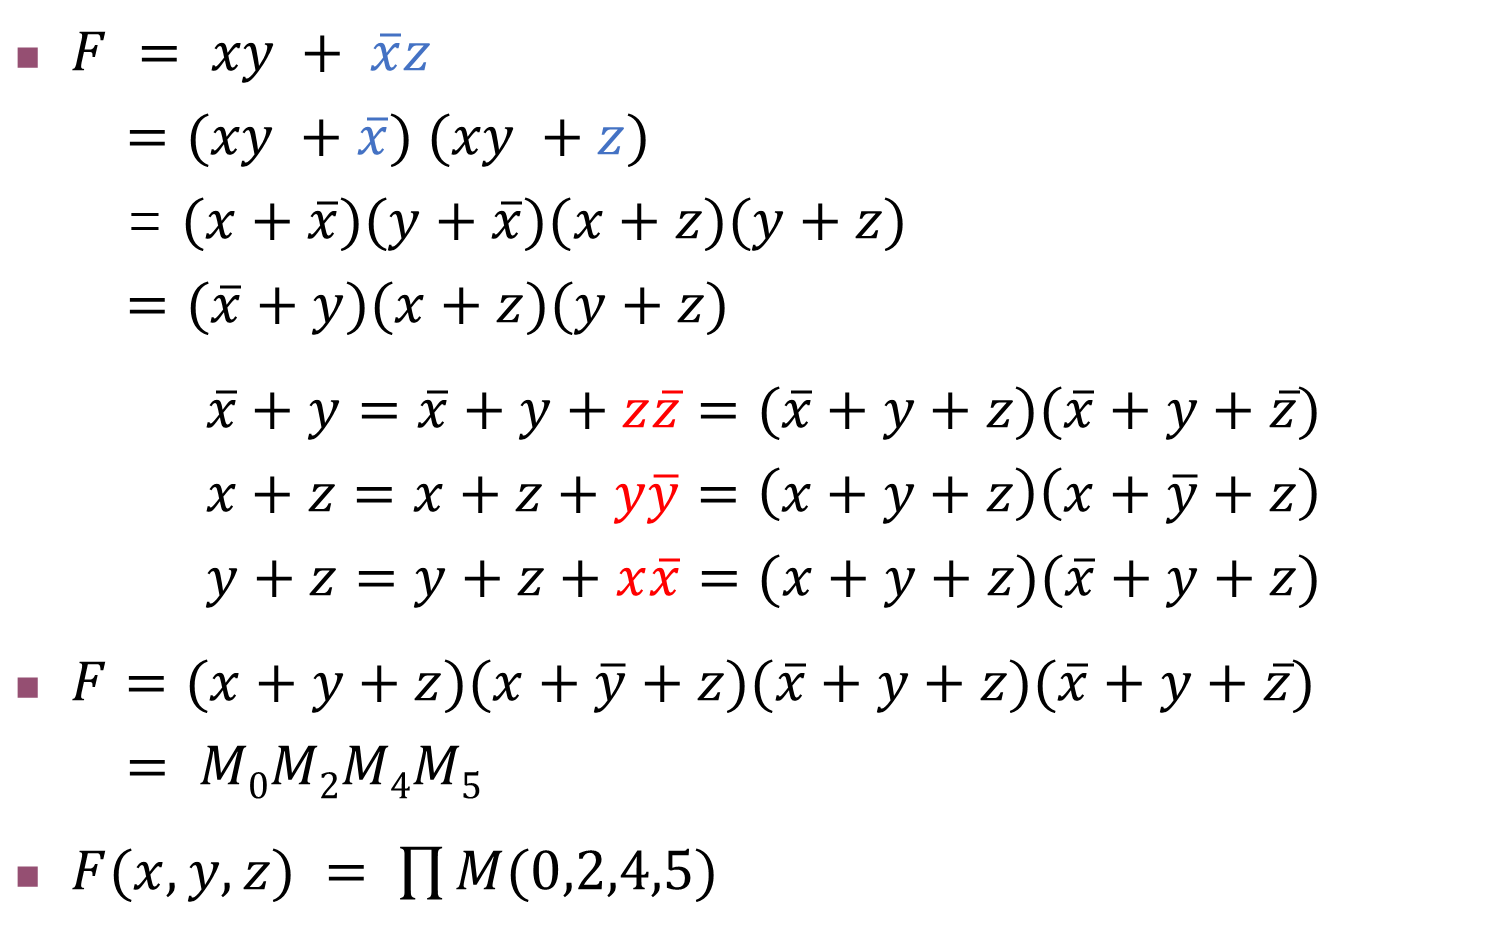 ▪ F = xy + x̄z
= (xy + x̄) (xy + z)
= (x + x̄)(y + x̄)(x + z)(y + z)
= (x̄ + y)(x + z)(y + z)
x̄ + y = x̄ + y + zz̄ = (x̄ + y + z)(x̄ + y + z̄)
x + z = x + z + yȳ = (x + y + z)(x + ȳ + z)
y + z = y + z + xx̄ = (x + y + z)(x̄ + y + z)
▪ F = (x + y + z)(x + ȳ + z)(x̄ + y + z)(x̄ + y + z̄)
= M₀M₂M₄M₅
▪ F(x, y, z) = ∏ M(0,2,4,5)